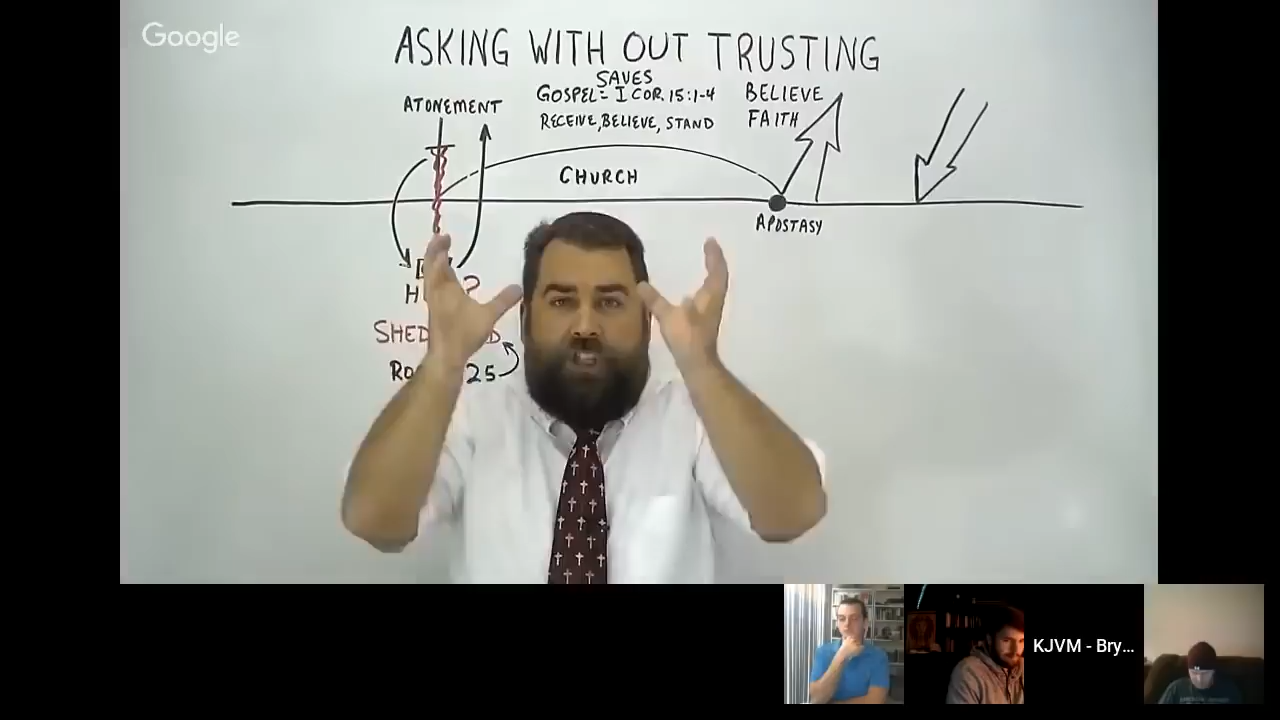 Google
ASKING WITH OUT TRUSTING
SAVES
ATONEMENT
GOSPEL = I COR. 15:1-4
RECEIVE, BELIEVE, STAND
BELIEVE
FAITH
CHURCH
APOSTASY
25
KJVM - Bry...